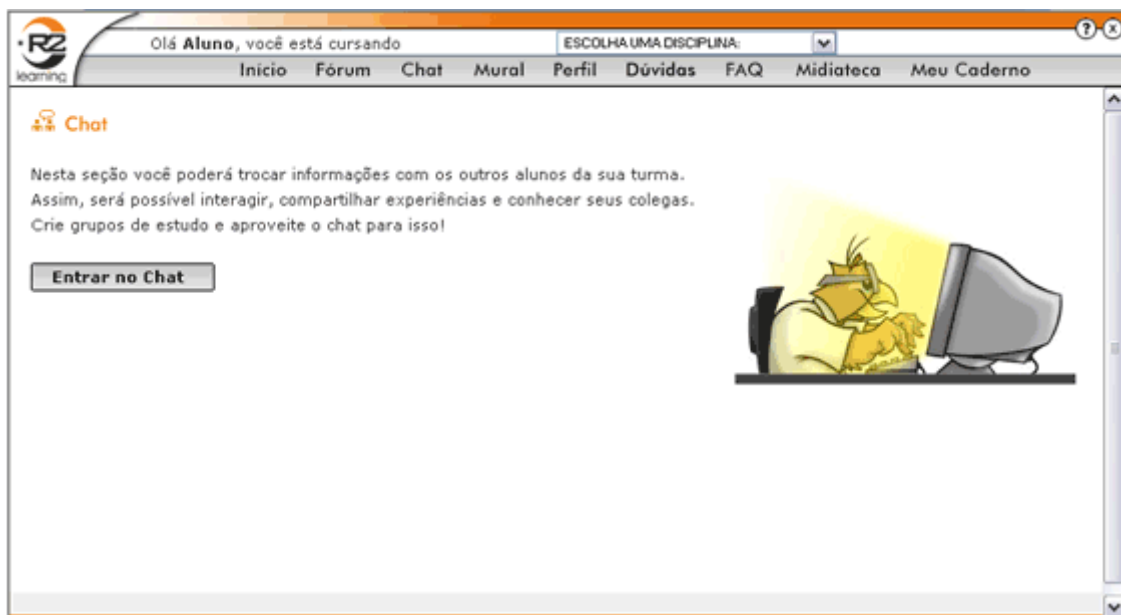 R2
learning
Olá Aluno, você está cursando
ESCOLHA UMA DISCIPLINA:
? x
Início Fórum Chat Mural Perfil Dúvidas FAQ Midiateca Meu Caderno
Chat
Nesta seção você poderá trocar informações com os outros alunos da sua turma.
Assim, será possível interagir, compartilhar experiências e conhecer seus colegas.
Crie grupos de estudo e aproveite o chat para isso!
Entrar no Chat